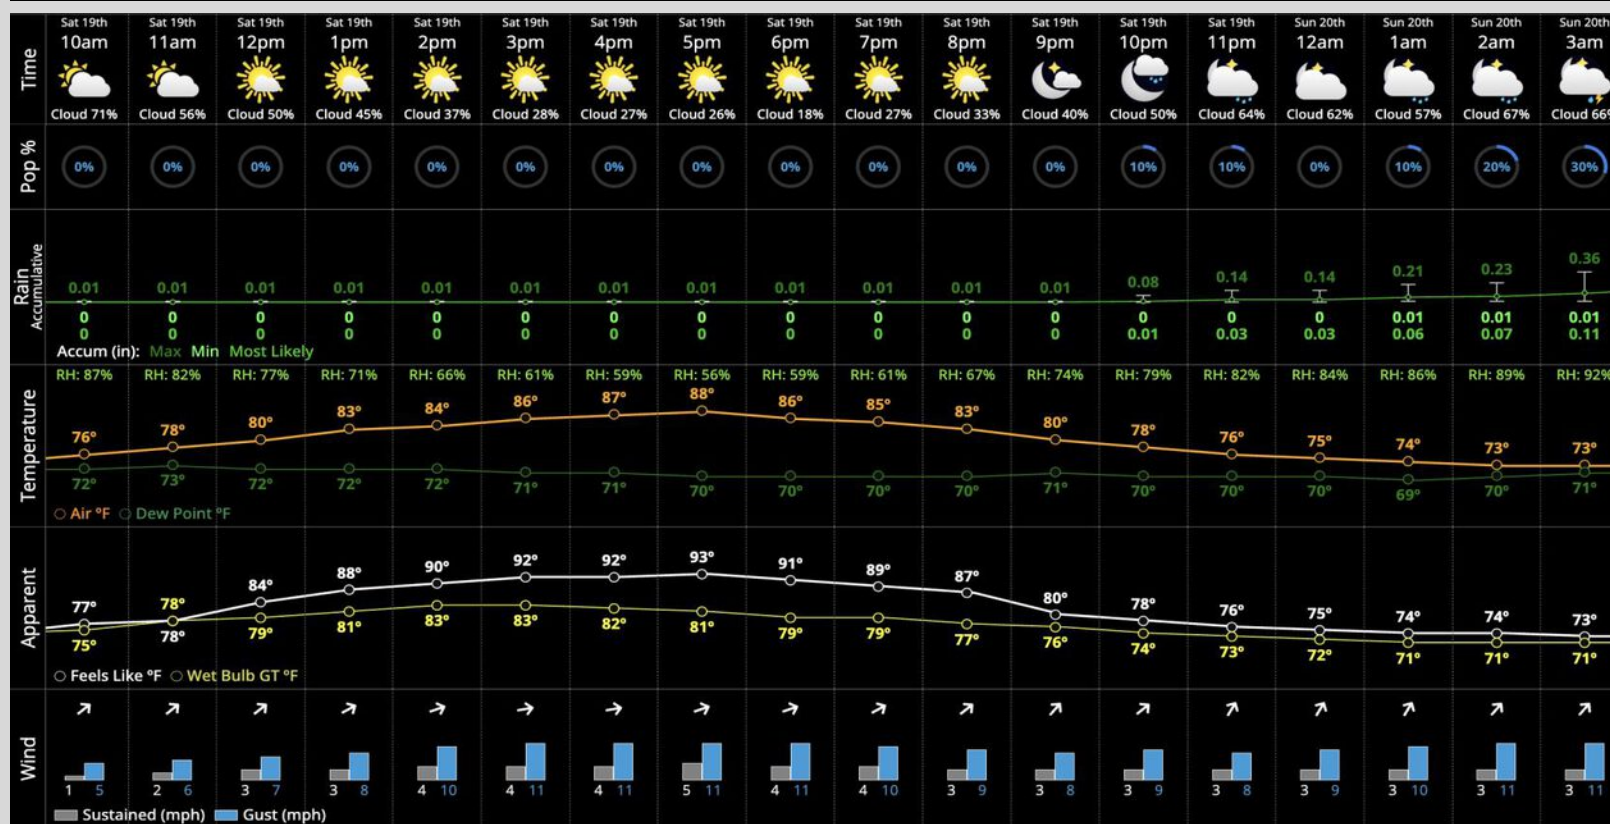 Sat 19th Sat 19th Sat 19th Sat 19th Sat 19th Sat 19th Sat 19th Sat 19th Sat 19th Sat 19th Sat 19th Sat 19th Sat 19th Sat 19th Sun 20th Sun 20th Sun 20th Sun 20th
Time 10am 11am 12pm 1pm 2pm 3pm 4pm 5pm 6pm 7pm 8pm 9pm 10pm 11pm 12am 1am 2am 3am
Cloud 71% Cloud 56% Cloud 50% Cloud 45% Cloud 37% Cloud 28% Cloud 27% Cloud 26% Cloud 18% Cloud 27% Cloud 33% Cloud 40% Cloud 50% Cloud 64% Cloud 62% Cloud 57% Cloud 67% Cloud 66%
Pop % 0% 0% 0% 0% 0% 0% 0% 0% 0% 0% 0% 0% 10% 10% 0% 10% 20% 30%
Rain
Accumulative
0.01 0.01 0.01 0.01 0.01 0.01 0.01 0.01 0.01 0.01 0.01 0.01 0.08 0.14 0.14 0.21 0.23 0.36
0 0 0 0 0 0 0 0 0 0 0 0 0 0 0 0.01 0.01 0.01
0 0 0 0 0 0 0 0 0 0 0 0 0.01 0.03 0.03 0.06 0.07 0.11
Accum (in): Max Min Most Likely
RH: 87% RH: 82% RH: 77% RH: 71% RH: 66% RH: 61% RH: 59% RH: 56% RH: 59% RH: 61% RH: 67% RH: 74% RH: 79% RH: 82% RH: 84% RH: 86% RH: 89% RH: 92%
Temperature
76° 78° 80° 83° 84° 86° 87° 88° 86° 85° 83° 80° 78° 76° 75° 74° 73° 73°
72° 73° 72° 72° 72° 71° 71° 70° 70° 70° 70° 71° 70° 70° 70° 69° 70° 71°
Air °F Dew Point °F
Apparent
77° 78° 84° 88° 90° 92° 92° 93° 91° 89° 87° 80° 78° 76° 75° 74° 74° 73°
75° 78° 79° 81° 83° 83° 82° 81° 79° 79° 77° 76° 74° 73° 72° 71° 71° 71°
Feels Like °F Wet Bulb GT °F
Wind
1 5 2 6 3 7 3 8 4 10 4 11 4 11 5 11 4 11 4 10 3 9 3 8 3 9 3 8 3 9 3 10 3 11 3 11
Sustained (mph) Gust (mph)